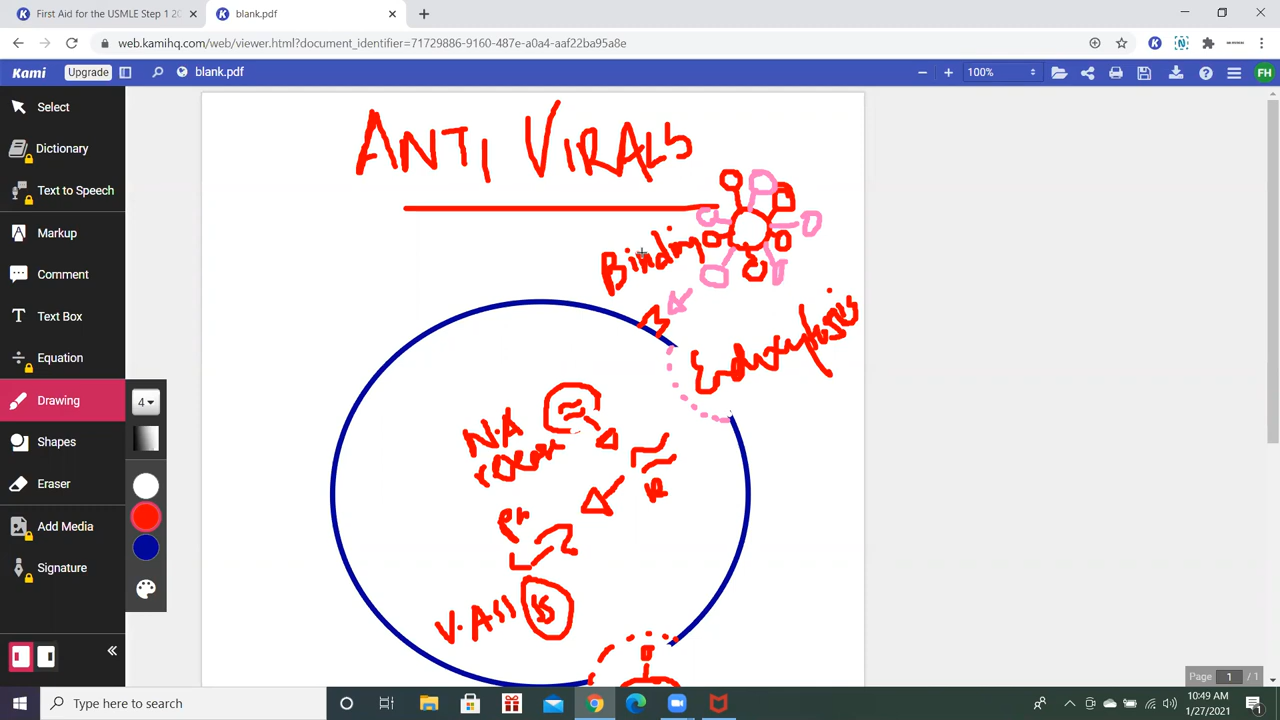 First Aid for the USMLE Step 1 20
blank.pdf
web.kamihq.com/web/viewer.html?document_identifier=71729886-9160-487e-a0a4-aaf22ba95a8e
FH
Kami
Upgrade
blank.pdf
100%
Select
Dictionary
Text to Speech
Markup
Comment
Text Box
Equation
Drawing
4
Shapes
Eraser
Add Media
Signature
ANTI VIRALS
Binding
Endocytosis
N.A
V.ASS
Page 1 / 1
Type here to search
10:49 AM
1/27/2021